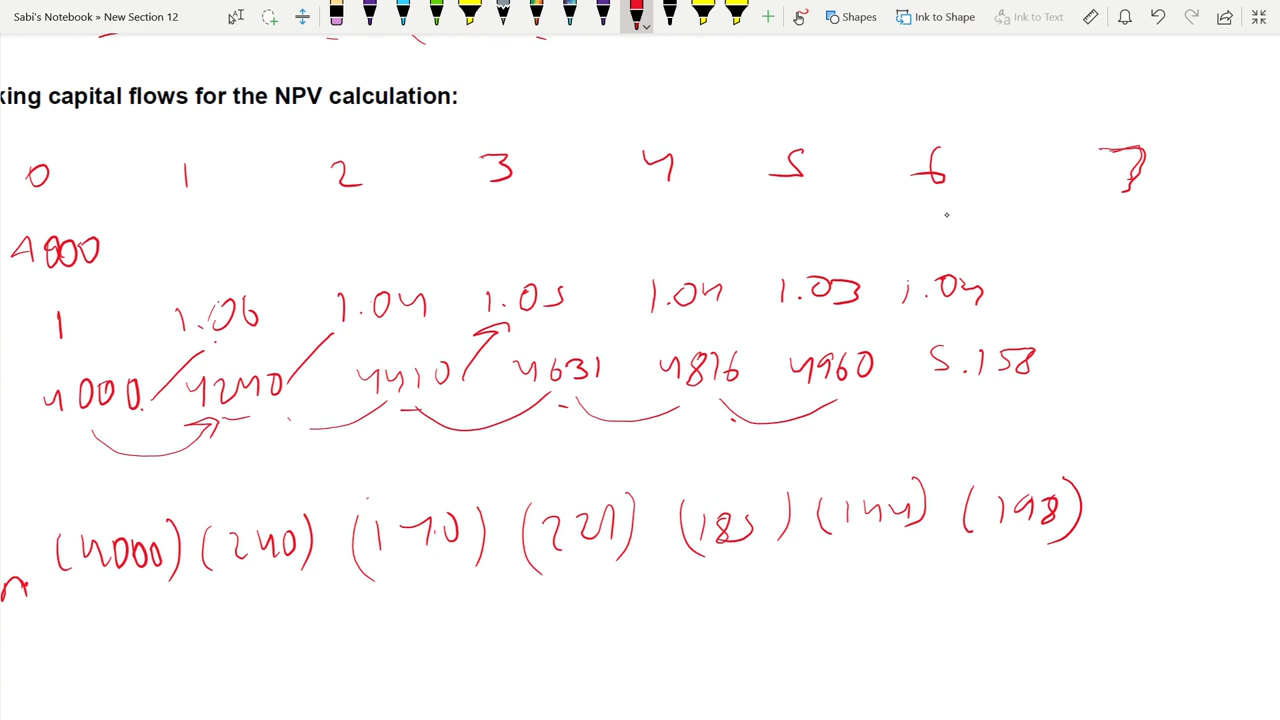 Sabi's Notebook » New Section 12
Shapes
Ink to Shape
Ink to Text
king capital flows for the NPV calculation:
0 1 2 3 4 5 6 7
4000
1 1.06 1.04 1.05 1.04 1.03 1.04
4000 4240 4410 4631 4816 4960 5.158
(4000) (240) (170) (221) (185) (144) (198)